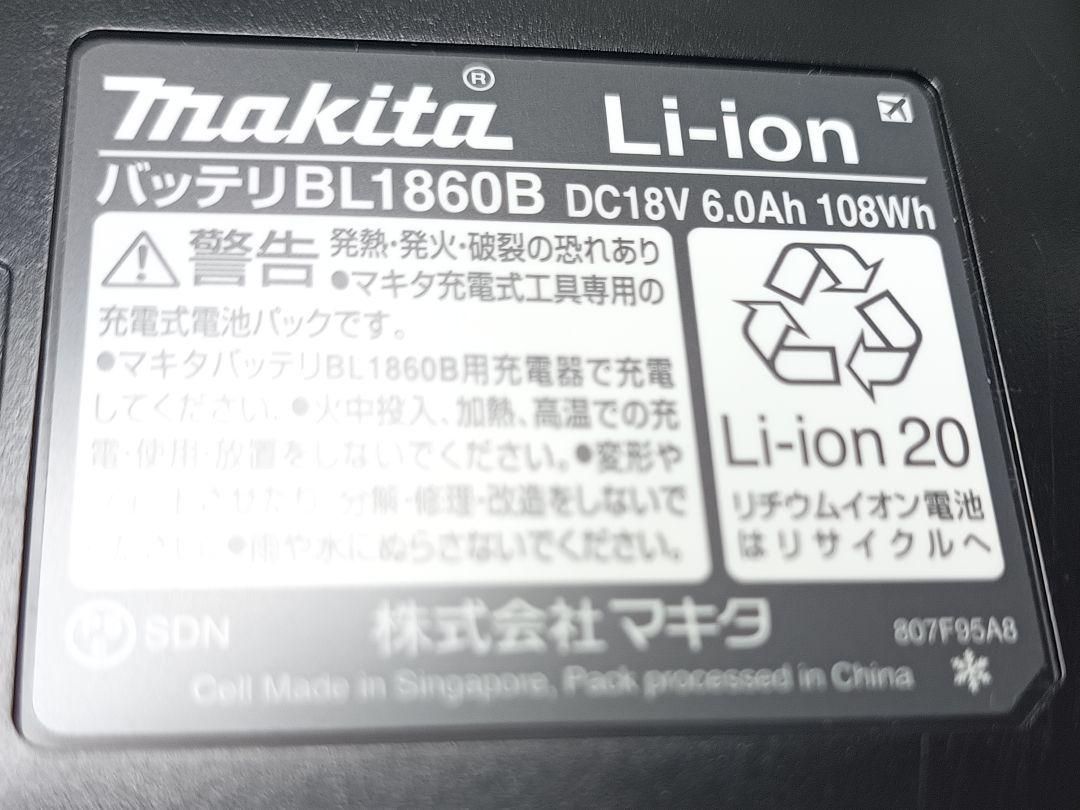 makita® Li-ion
バッテリBL1860B DC18V 6.0Ah 108Wh
警告 発熱・発火・破裂の恐れあり
●マキタ充電式工具専用の
充電式電池パックです。
●マキタバッテリBL1860B用充電器で充電
してください。●火中投入、加熱、高温での充
電・使用・放置をしないでください。●変形や
させたり、分解・修理・改造をしないで
ください。●雨や水にぬらさないでください。
Li-ion 20
リチウムイオン電池
はリサイクルへ
SDN 株式会社マキタ 807F95A8
Cell Made in Singapore, Pack processed in China